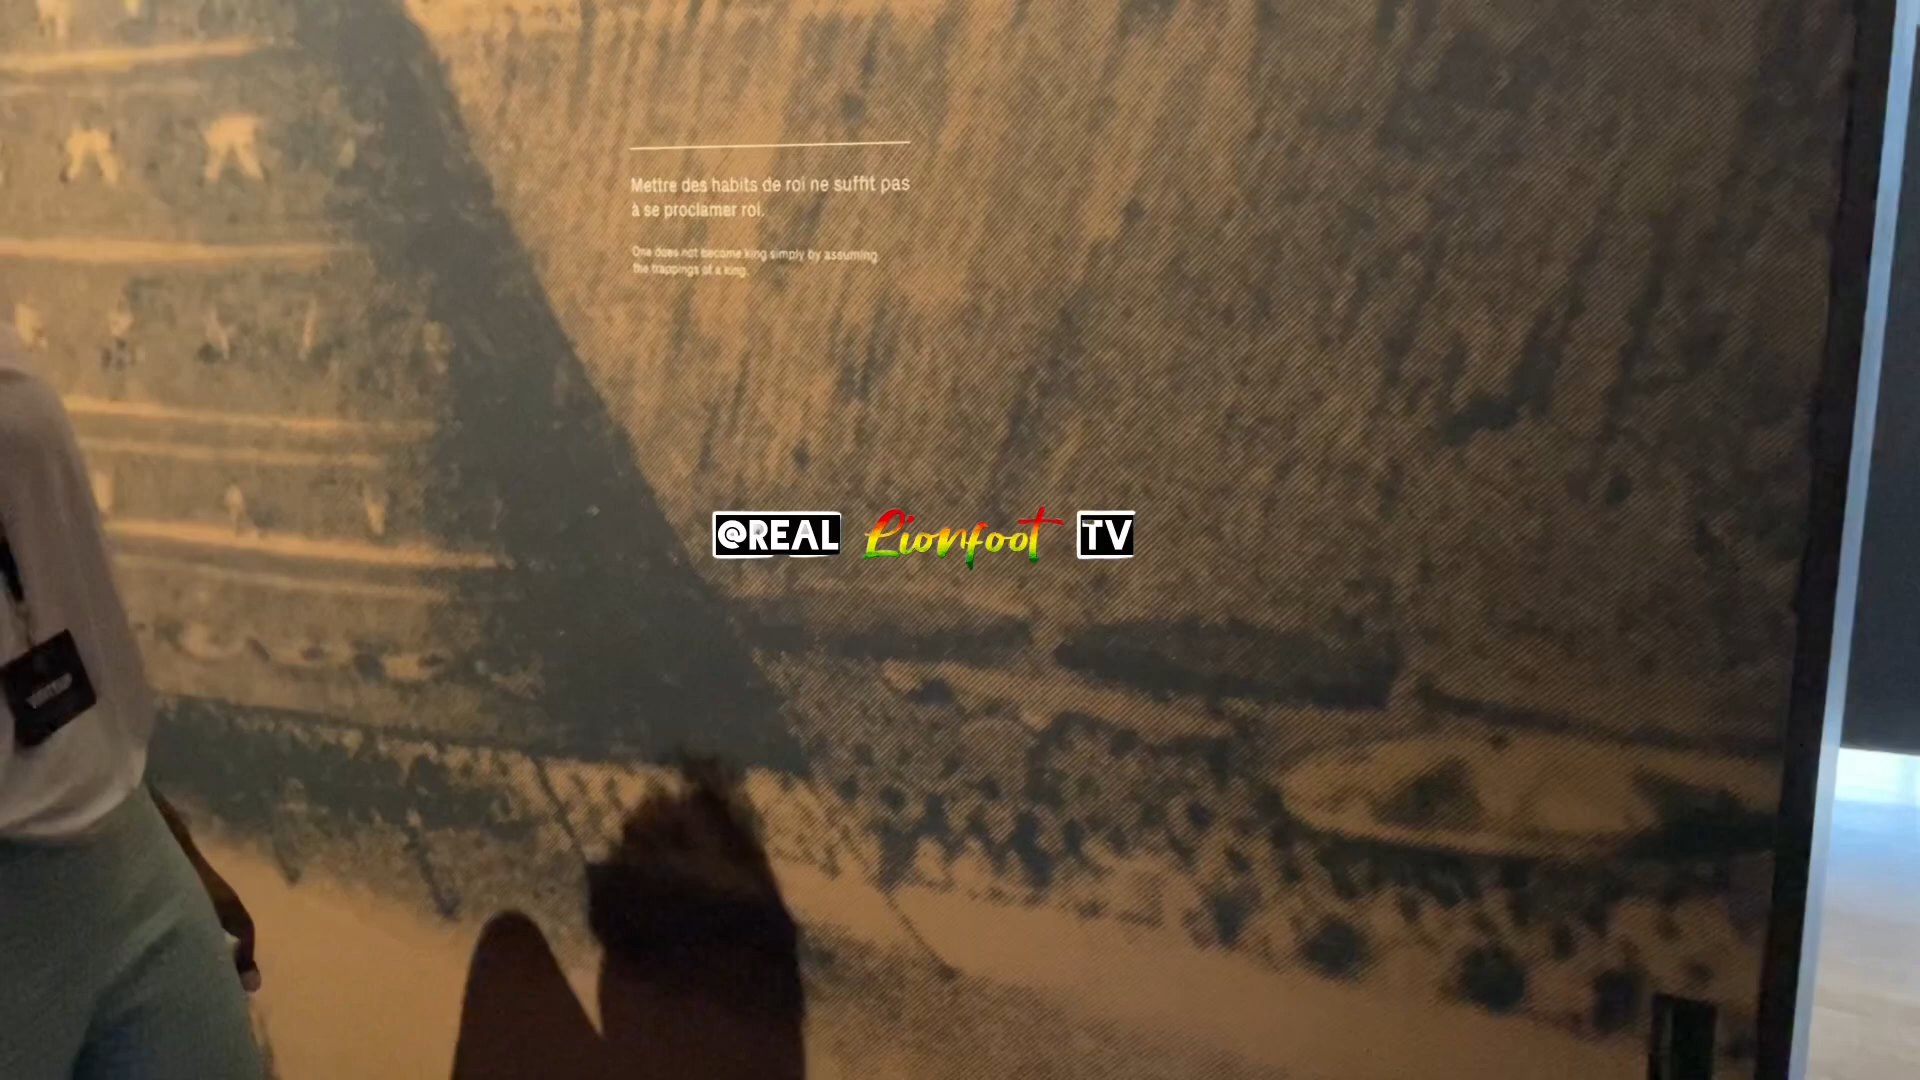 Mettre des habits de roi ne suffit pas
à se proclamer roi.
One does not become king simply by assuming
the trappings of a king.
@REAL Lionfoot TV